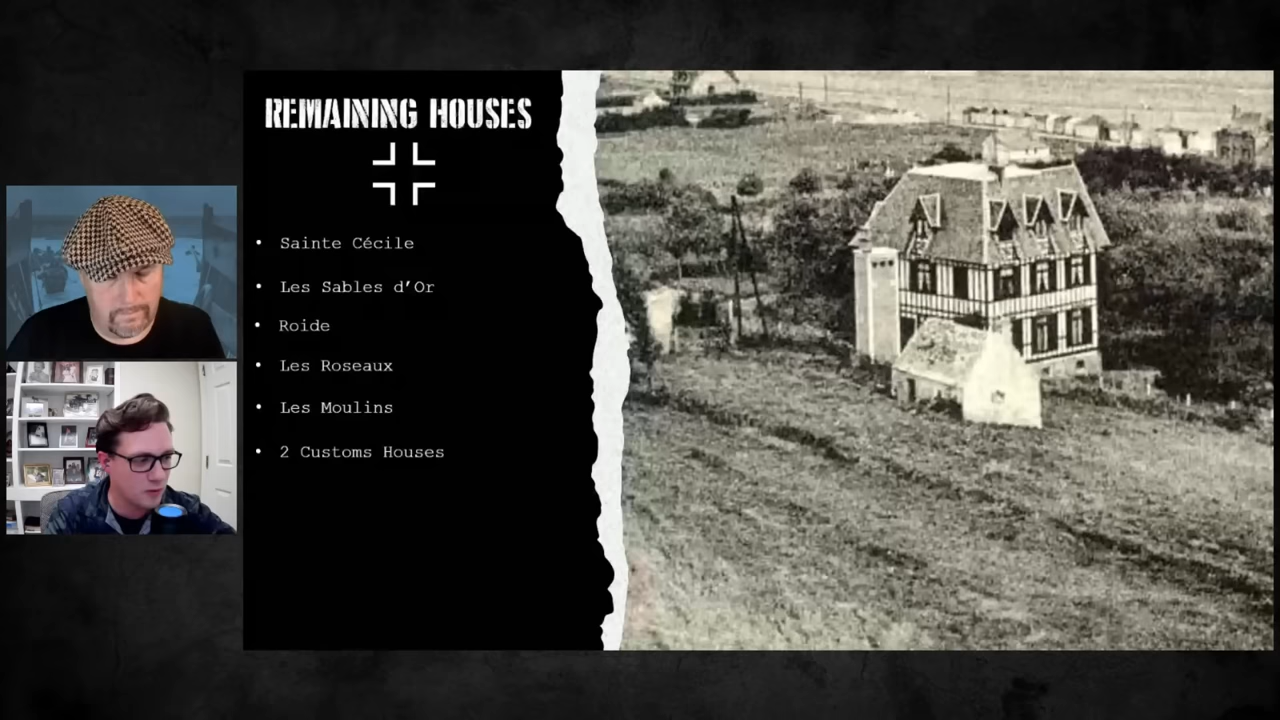 REMAINING HOUSES
• Sainte Cécile
• Les Sables d’Or
• Roide
• Les Roseaux
• Les Moulins
• 2 Customs Houses